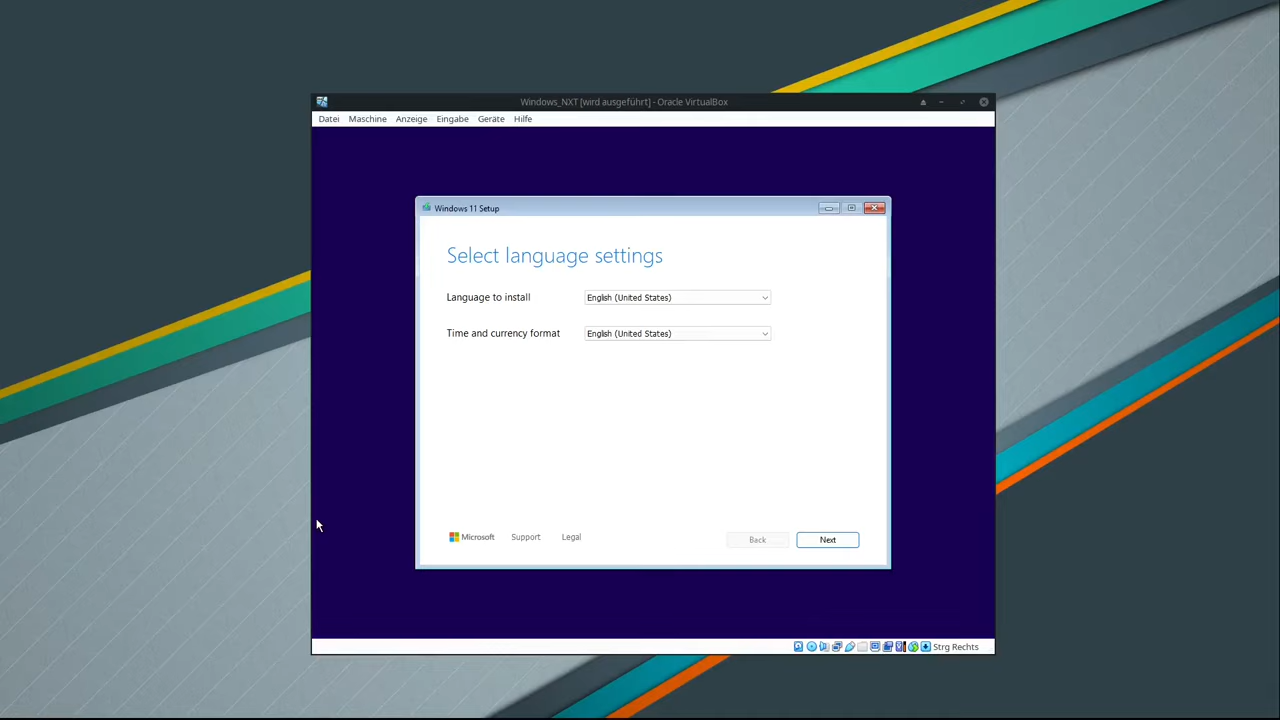 Windows_NXT [wird ausgeführt] - Oracle VirtualBox
Datei Maschine Anzeige Eingabe Geräte Hilfe
Windows 11 Setup
Select language settings
Language to install English (United States)
Time and currency format English (United States)
Microsoft Support Legal Back Next
Strg Rechts